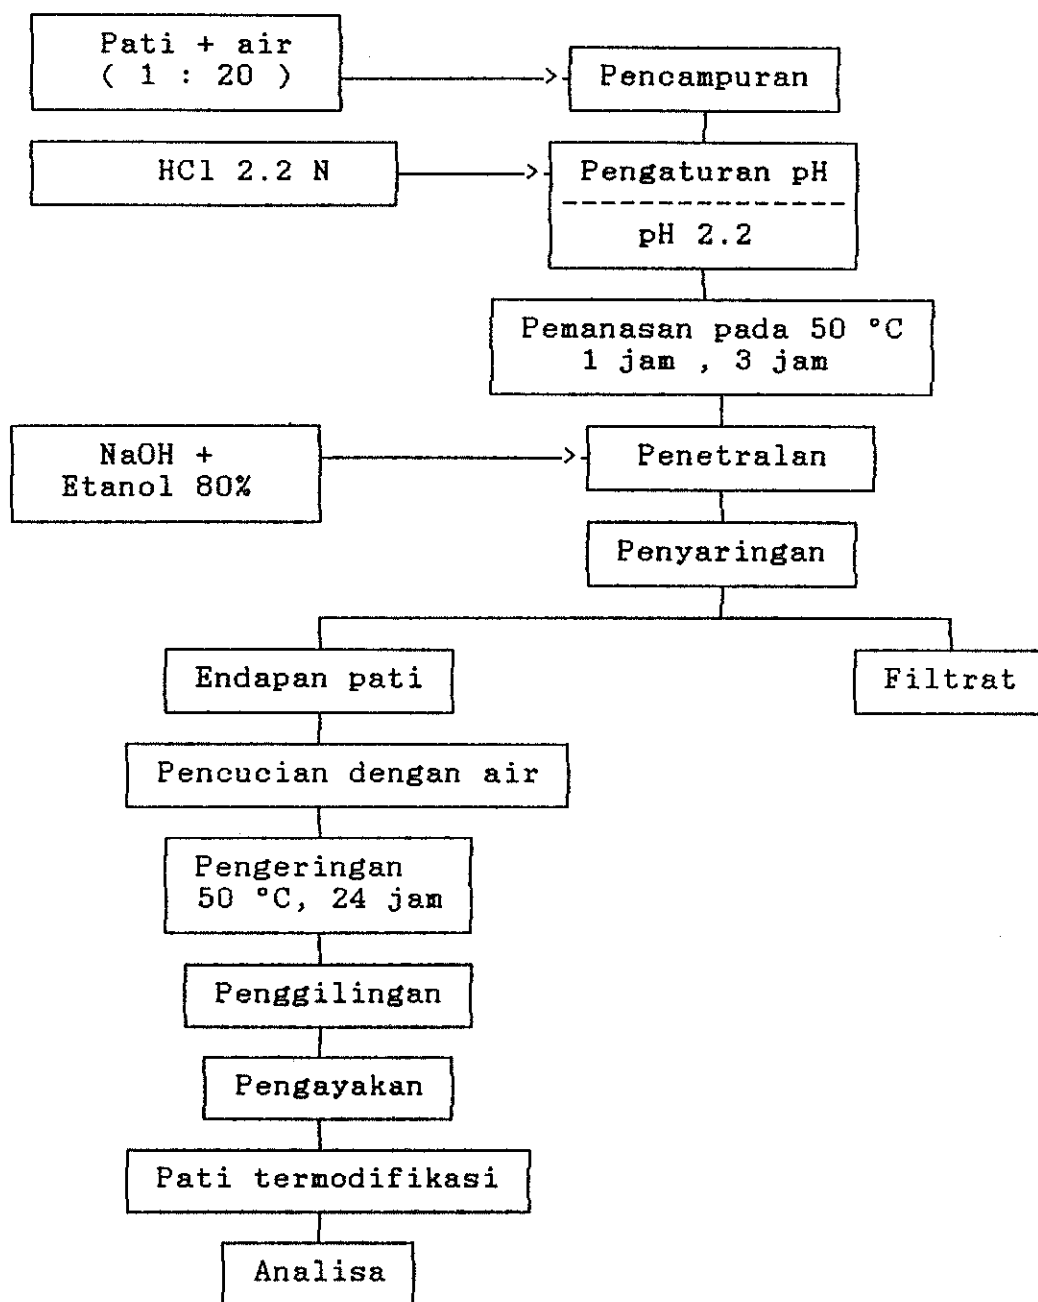 Pati + air
( 1 : 20 )
Pencampuran
HCl 2.2 N
Pengaturan pH
pH 2.2
Pemanasan pada 50 °C
1 jam , 3 jam
NaOH +
Etanol 80%
Penetralan
Penyaringan
Endapan pati
Filtrat
Pencucian dengan air
Pengeringan
50 °C, 24 jam
Penggilingan
Pengayakan
Pati termodifikasi
Analisa